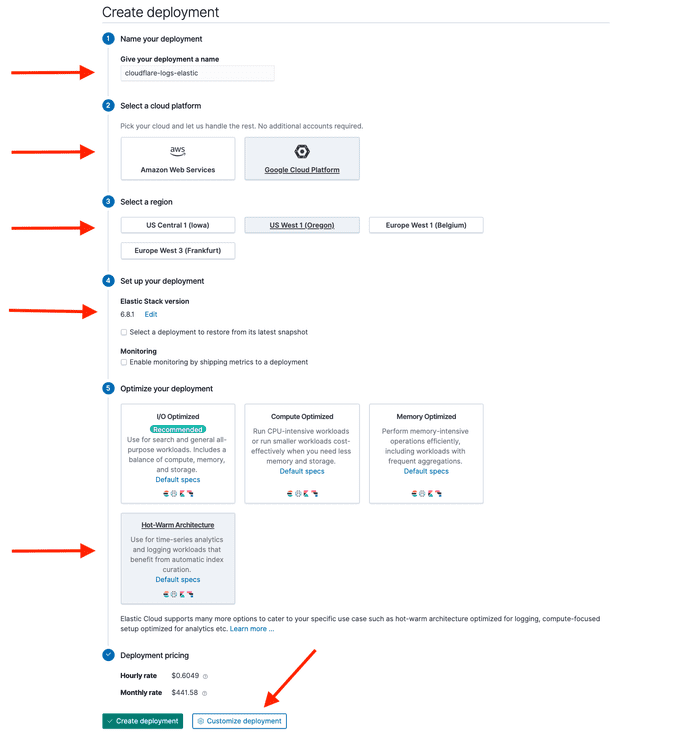 Create deployment
1 Name your deployment
Give your deployment a name
cloudflare-logs-elastic
2 Select a cloud platform
Pick your cloud and let us handle the rest. No additional accounts required.
aws
Amazon Web Services
Google Cloud Platform
3 Select a region
US Central 1 (Iowa)
US West 1 (Oregon)
Europe West 1 (Belgium)
Europe West 3 (Frankfurt)
4 Set up your deployment
Elastic Stack version
6.8.1 Edit
Select a deployment to restore from its latest snapshot
Monitoring
Enable monitoring by shipping metrics to a deployment
5 Optimize your deployment
I/O Optimized
Recommended
Use for search and general all-
purpose workloads. Includes a
balance of compute, memory,
and storage.
Default specs
Compute Optimized
Run CPU-intensive workloads
or run smaller workloads cost-
effectively when you need less
memory and storage.
Default specs
Memory Optimized
Perform memory-intensive
operations efficiently,
including workloads with
frequent aggregations.
Default specs
Hot-Warm Architecture
Use for time-series analytics
and logging workloads that
benefit from automatic index
curation.
Default specs
Elastic Cloud supports many more options to cater to your specific use case such as hot-warm architecture optimized for logging, compute-focused
setup optimized for analytics etc. Learn more ...
Deployment pricing
Hourly rate $0.6049
Monthly rate $441.58
Create deployment
Customize deployment